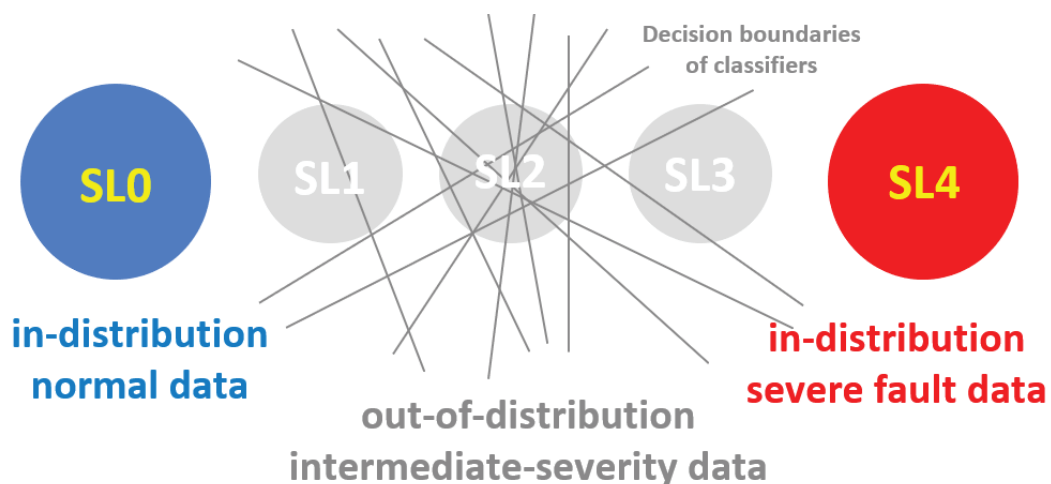 Decision boundaries
of classifiers
SL0
SL1
SL2
SL3
SL4
in-distribution
normal data
in-distribution
severe fault data
out-of-distribution
intermediate-severity data